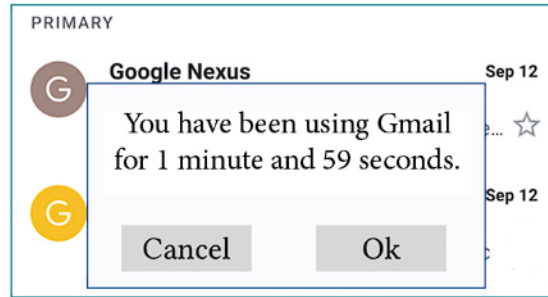 PRIMARY
G
Google Nexus Sep 12
You have been using Gmail
for 1 minute and 59 seconds.
G
Sep 12
Cancel Ok